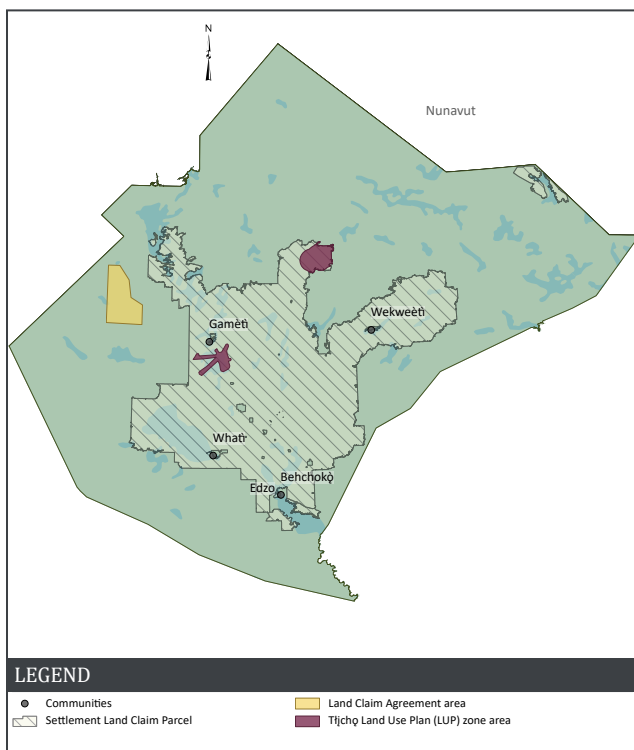 N
Nunavut
Wekweètì
Gamètì
Whatì
Behchokǫ̀
Edzo
LEGEND
Communities
Settlement Land Claim Parcel
Land Claim Agreement area
Tłı̨chǫ Land Use Plan (LUP) zone area